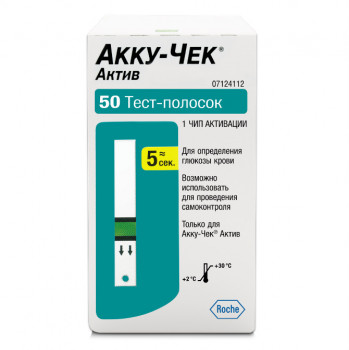 АККУ-ЧЕК®
Актив
07124112
50 Тест-полосок
1 ЧИП АКТИВАЦИИ
5≈
сек.
Для определения
глюкозы крови
Возможно
использовать
для проведения
самоконтроля
Только для
Акку-Чек® Актив
+30 °C
+2 °C
Roche